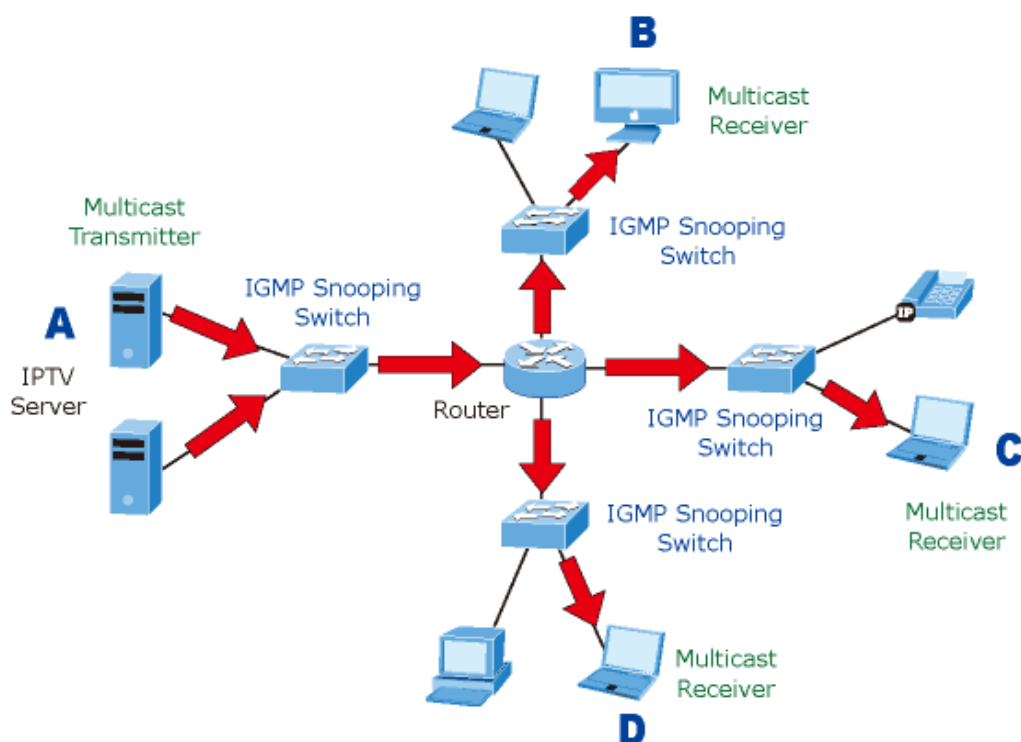 B
Multicast
Receiver
Multicast
Transmitter
IGMP Snooping
Switch
IGMP Snooping
Switch
A
IPTV
Server
IP
Router
IGMP Snooping
Switch
C
IGMP Snooping
Switch
Multicast
Receiver
Multicast
Receiver
D